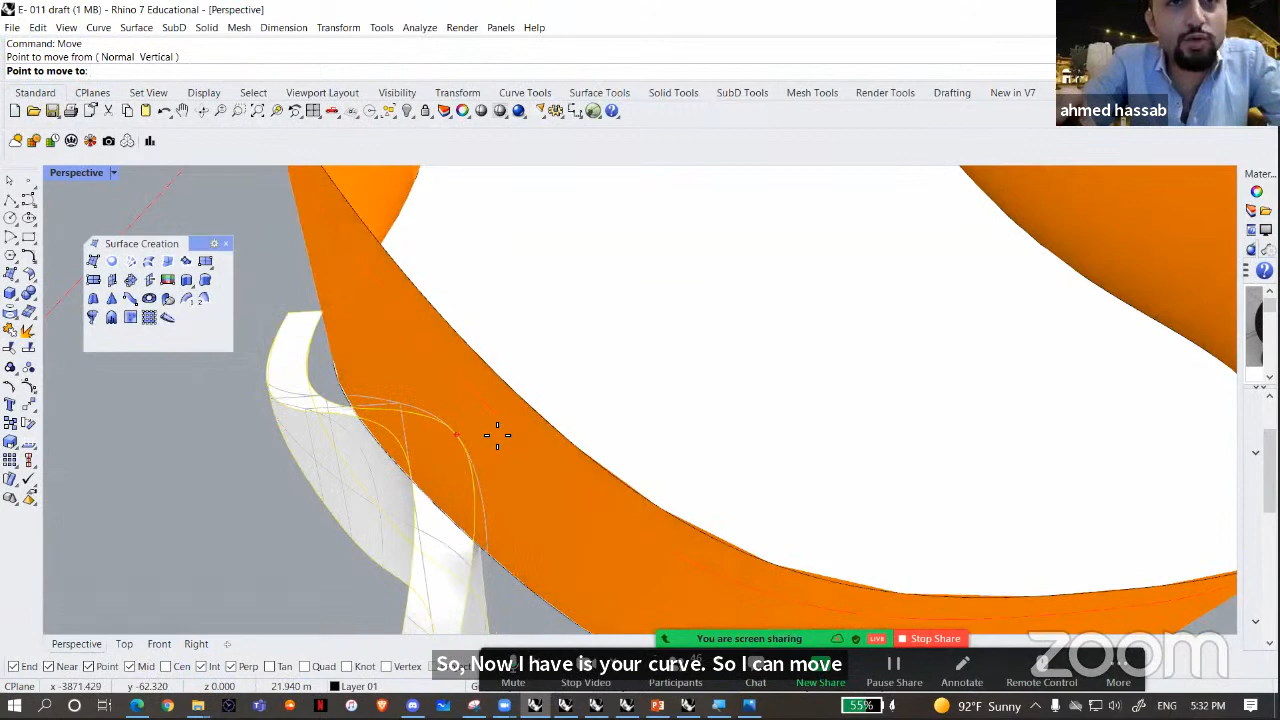 E- 011 draft (1 MB) - Rhino 7 Educational - [Perspective]
File Edit View Curve Surface SubD Solid Mesh Dimension Transform Tools Analyze Render Panels Help
Command: Move
Point to move from ( Normal Vertical )
Point to move to:
Standard CPlanes Set View Display Select Viewport Layout Visibility Transform Curve Tools Surface Tools Solid Tools SubD Tools Mesh Tools Render Tools Drafting New in V7
ahmed hassab
Perspective
Mater...
Surface Creation
You are screen sharing LIVE Stop Share
Perspective Top Front Right
zoom
So, Now I have is your curve. So I can move
End Near Point Mid Cen Int Perp Tan Quad Knot Vertex
Mute Stop Video Participants Chat New Share Pause Share Annotate Remote Control More
CPlane x -3871.429 y -62.320 z 0.000 21.940 m Layer 01
55% 92°F Sunny 5:32 PM